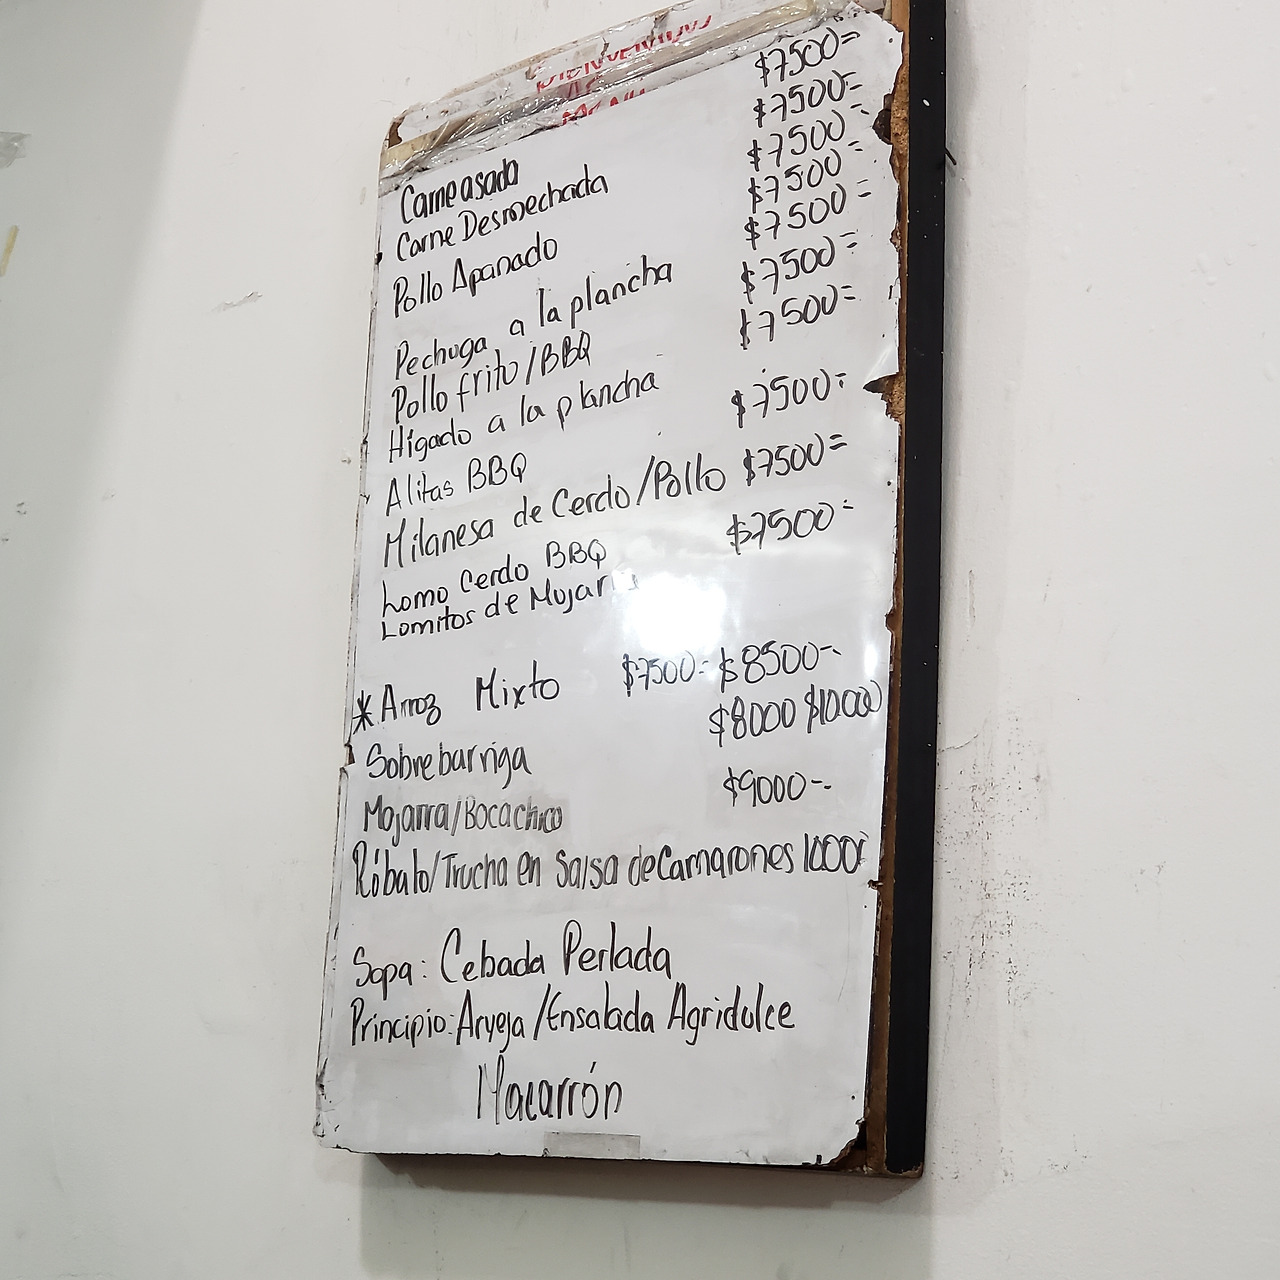 Carne asada $7500=
Carne Desmechada $7500=
Pollo Apanado $7500=
Pechuga a la plancha $7500=
Pollo frito/BBQ $7500=
Hígado a la plancha $7500=
Alitas BBQ $7500=
Milanesa de Cerdo/Pollo $7500=
Lomo Cerdo BBQ $7500=
Lomitos de Mojarra $7500=
*Arroz Mixto $7500= $8500-.
Sobrebarriga $8000 $10000
Mojarra/Bocachico $9000-.
Róbalo/Trucha en Salsa de Camarones 10000
Sopa: Cebada Perlada
Principio: Arveja/Ensalada Agridulce
Macarrón